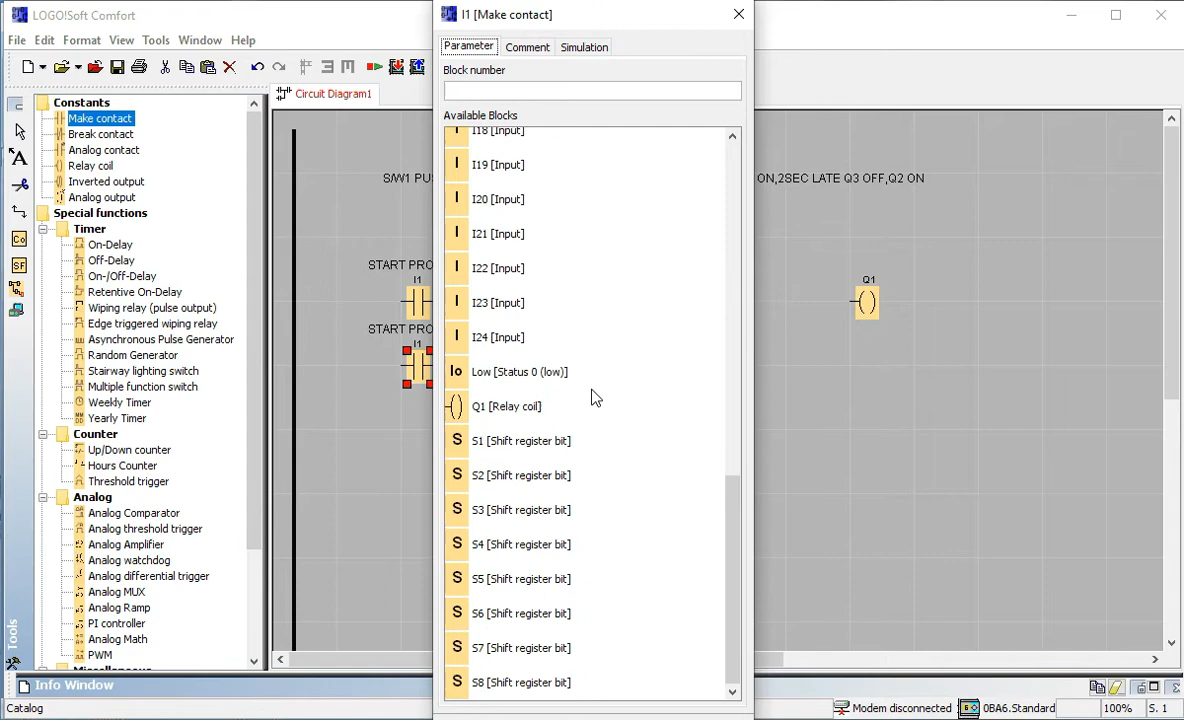 LOGO!Soft Comfort
File Edit Format View Tools Window Help
Constants
Make contact
Break contact
Analog contact
Relay coil
Inverted output
Analog output
Special functions
Timer
On-Delay
Off-Delay
On-/Off-Delay
Retentive On-Delay
Wiping relay (pulse output)
Edge triggered wiping relay
Asynchronous Pulse Generator
Random Generator
Stairway lighting switch
Multiple function switch
Weekly Timer
Yearly Timer
Counter
Up/Down counter
Hours Counter
Threshold trigger
Analog
Analog Comparator
Analog threshold trigger
Analog Amplifier
Analog watchdog
Analog differential trigger
Analog MUX
Analog Ramp
PI controller
Analog Math
PWM
Miscellaneous
A
Co
SF
Tools
Info Window
Catalog
Circuit Diagram1
S/W1 PU
START PRO
I1
START PRO
I1
I1 [Make contact]
Parameter Comment Simulation
Block number
Available Blocks
I I18 [Input]
I I19 [Input]
I I20 [Input]
I I21 [Input]
I I22 [Input]
I I23 [Input]
I I24 [Input]
lo Low [Status 0 (low)]
Q1 [Relay coil]
S S1 [Shift register bit]
S S2 [Shift register bit]
S S3 [Shift register bit]
S S4 [Shift register bit]
S S5 [Shift register bit]
S S6 [Shift register bit]
S S7 [Shift register bit]
S S8 [Shift register bit]
ON,2SEC LATE Q3 OFF,Q2 ON
Q1
Modem disconnected 0BA6.Standard 100% S. 1